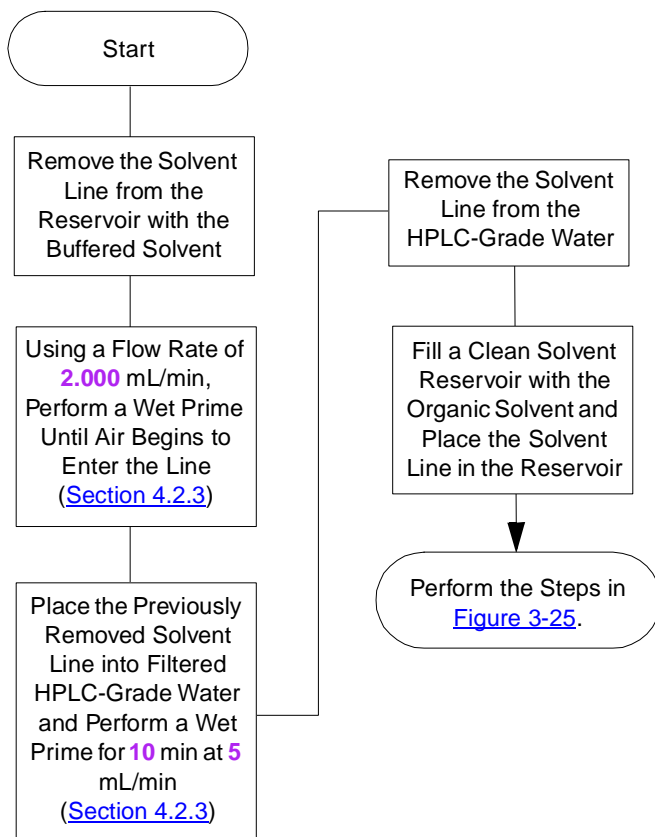 Start
Remove the Solvent
Line from the
Reservoir with the
Buffered Solvent
Using a Flow Rate of
2.000 mL/min,
Perform a Wet Prime
Until Air Begins to
Enter the Line
(Section 4.2.3)
Place the Previously
Removed Solvent
Line into Filtered
HPLC-Grade Water
and Perform a Wet
Prime for 10 min at 5
mL/min
(Section 4.2.3)
Remove the Solvent
Line from the
HPLC-Grade Water
Fill a Clean Solvent
Reservoir with the
Organic Solvent and
Place the Solvent
Line in the Reservoir
Perform the Steps in
Figure 3-25.